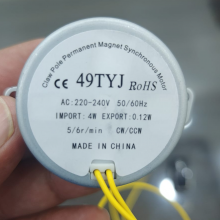 Claw Pole Permanent Magnet Synchronous Motor
CE 49TYJ RoHS
AC.220-240V 50/60Hz
IMPORT: 4W EXPORT: 0.12W
5/6r/min CW/CCW
MADE IN CHINA